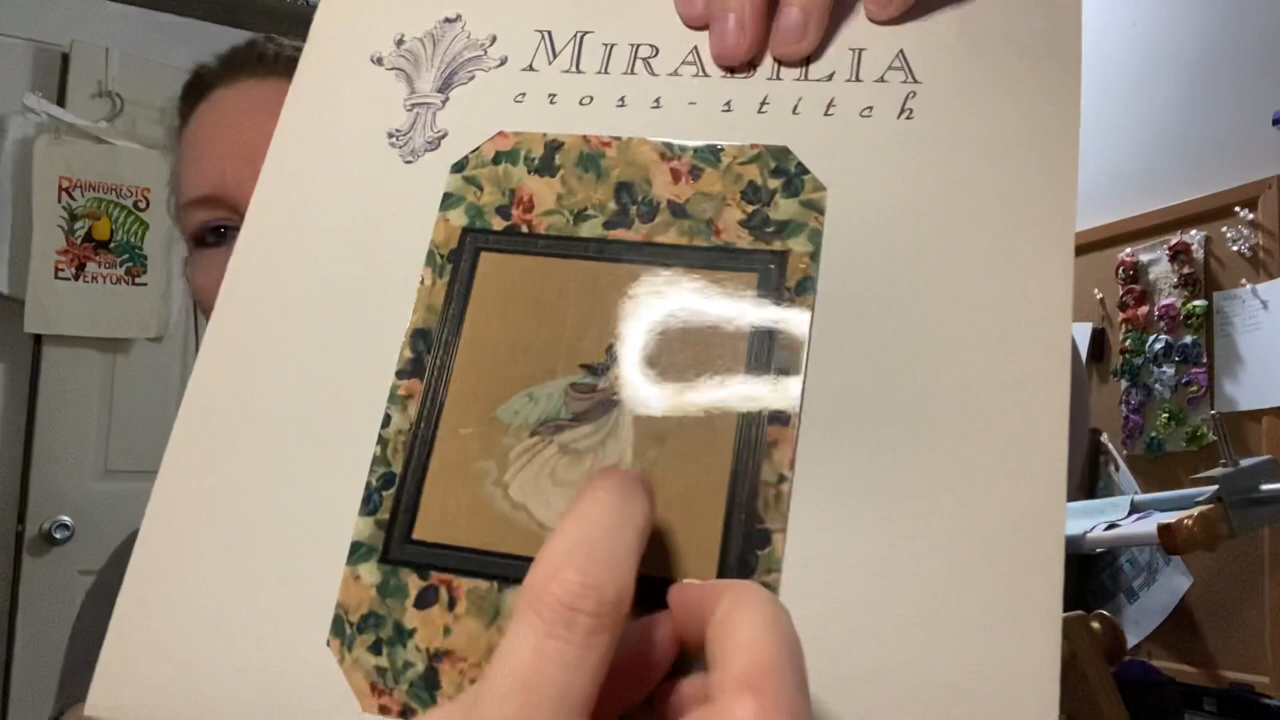 MIRABILIA
cross-stitch
RAINFORESTS
FOR
EVERYONE